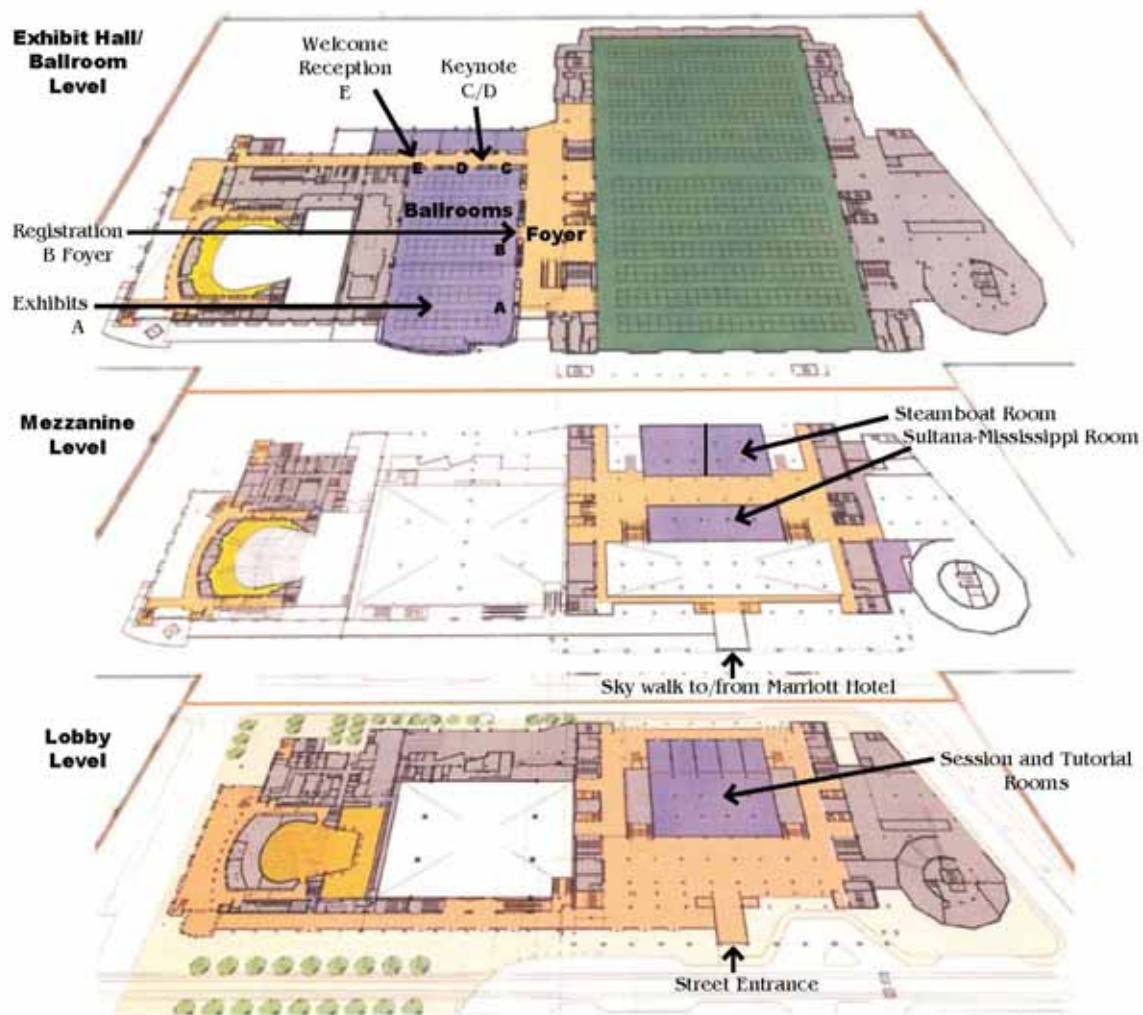 Exhibit Hall/
Ballroom
Level
Welcome
Reception
E
Keynote
C/D
E
D
C
Ballrooms
Registration
B Foyer
Foyer
B
Exhibits
A
A
Mezzanine
Level
Steamboat Room
Sultana-Mississippi Room
Sky walk to/from Marriott Hotel
Lobby
Level
Session and Tutorial
Rooms
Street Entrance